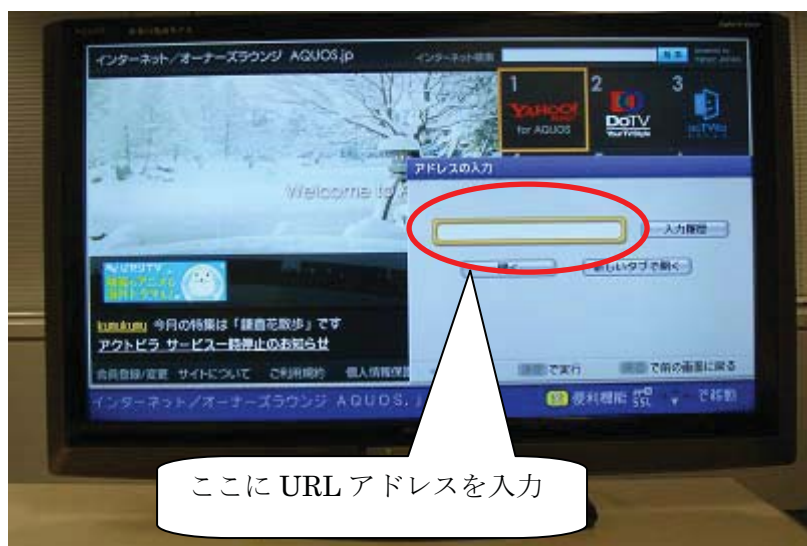 インターネット/オーナーズラウンジ AQUOS.jp
インターネット検索
検索
1
YAHOO!
for AQUOS
2
DoTV
YourTVStyle
3
アドレスの入力
Welcome to
入力履歴
開く
新しいタブで開く
kumukumu 今月の特集は「鎌倉花散歩」です
アクトビラ サービス一時停止のお知らせ
会員登録/変更 サイトについて ご利用規約 個人情報保
で実行
で前の画面に戻る
インターネット/オーナーズラウンジ AQUOS.j
便利機能
SSL
で移動
ここに URL アドレスを入力